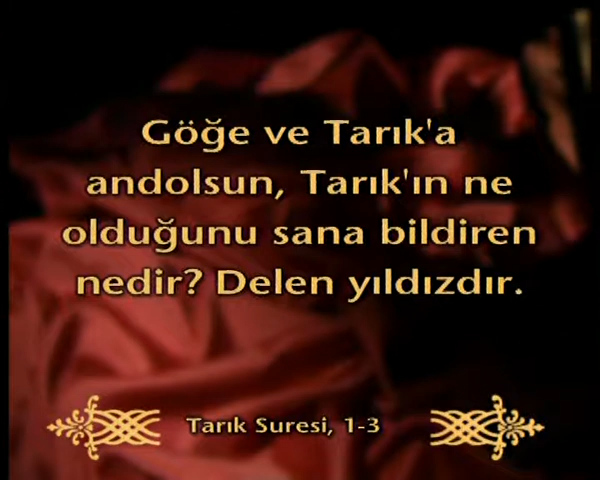 Göğe ve Tarık'a
andolsun, Tarık'ın ne
olduğunu sana bildiren
nedir? Delen yıldızdır.
Tarık Suresi, 1-3